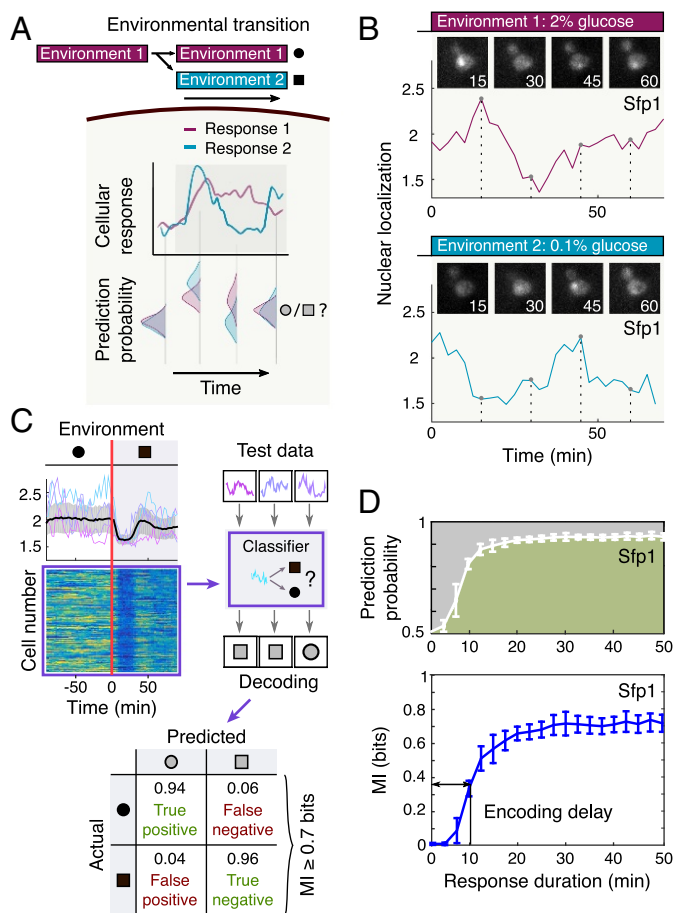 A
Environmental transition
Environment 1
Environment 1
Environment 2
Response 1
Response 2
Cellular
response
Prediction
probability
/ ?
Time
B
Environment 1: 2% glucose
15
30
45
60
Sfp1
2.5
2
1.5
0
50
Nuclear localization
Environment 2: 0.1% glucose
15
30
45
60
Sfp1
2.5
2
1.5
0
50
Time (min)
C
Environment
2.5
2
1.5
Cell number
-50
0
50
Time (min)
Test data
Classifier
?
Decoding
Predicted
Actual
0.94
True
positive
0.06
False
negative
0.04
False
positive
0.96
True
negative
MI ≥ 0.7 bits
D
Prediction
probability
1
0.5
Sfp1
0
10
20
30
40
50
MI (bits)
1
0.8
0.6
0.4
0.2
0
Sfp1
Encoding delay
0
10
20
30
40
50
Response duration (min)